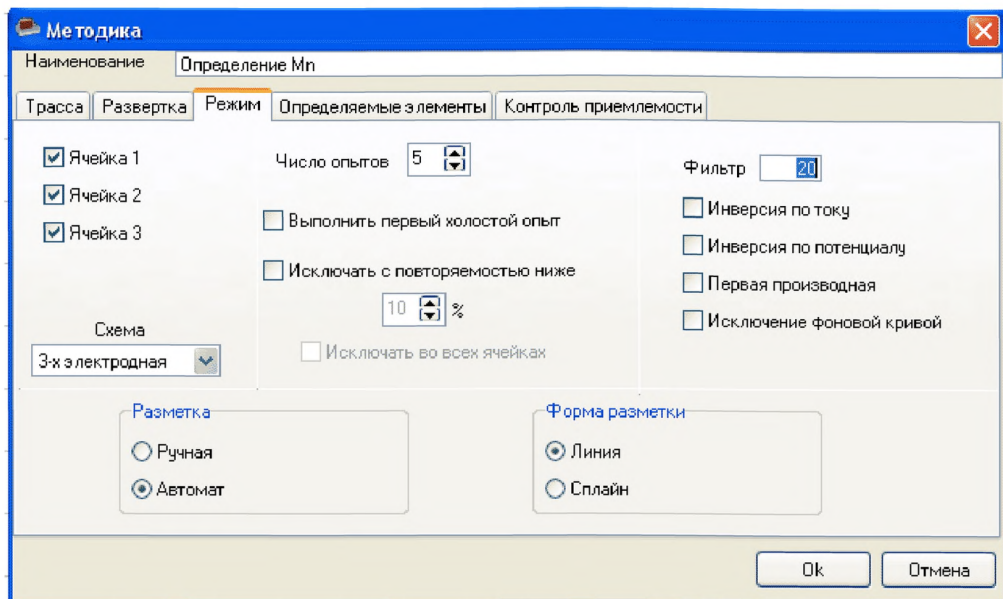 Методика
Наименование Определение Mn
Трасса Развертка Режим Определяемые элементы Контроль приемлемости
Ячейка 1
Ячейка 2
Ячейка 3
Схема
3-х электродная
Число опытов 5
Выполнить первый холостой опыт
Исключать с повторяемостью ниже
10 %
Исключать во всех ячейках
Фильтр 20
Инверсия по току
Инверсия по потенциалу
Первая производная
Исключение фоновой кривой
Разметка
Ручная
Автомат
Форма разметки
Линия
Сплайн
Ok Отмена